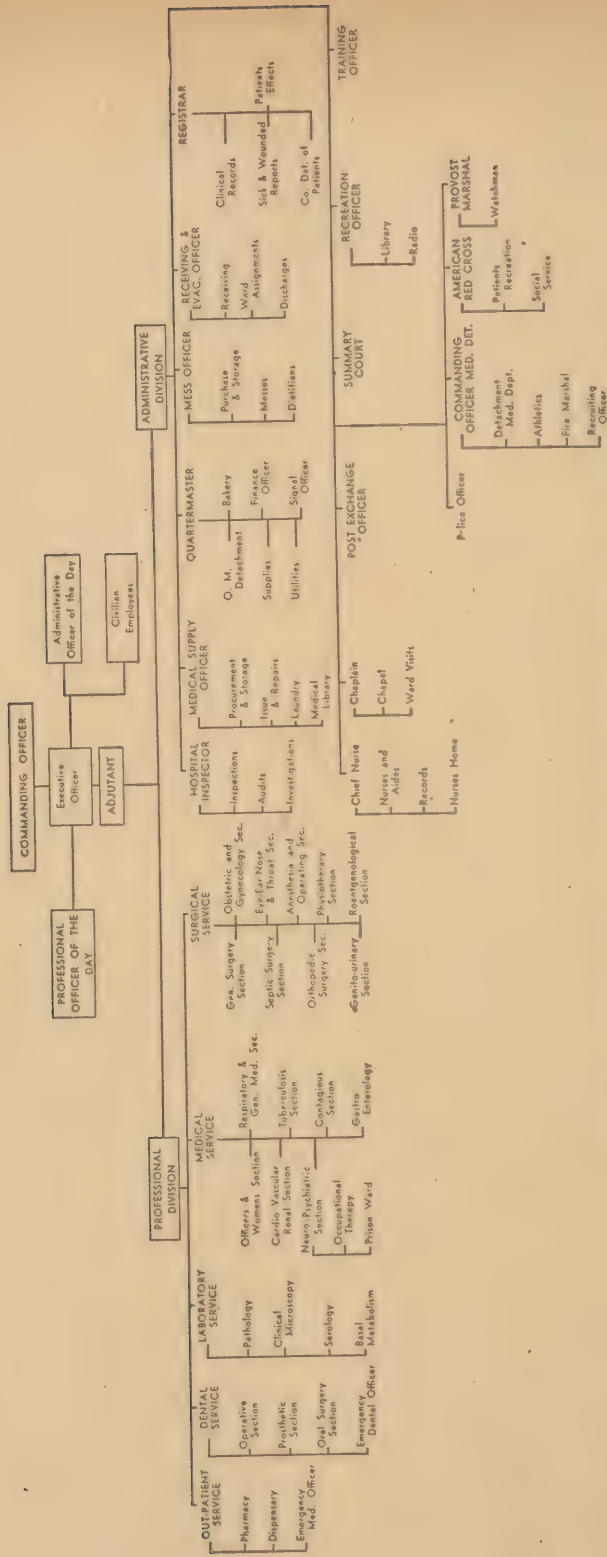 COMMANDING OFFICER
PROFESSIONAL
OFFICER OF THE
DAY
Executive
Officer
Administrative
Officer of the Day
Civilian
Employees
ADJUTANT
PROFESSIONAL
DIVISION
ADMINISTRATIVE
DIVISION
OUT-PATIENT
SERVICE
Pharmacy
Dispensary
Emergency
Med. Officer
DENTAL
SERVICE
Operative
Section
Prosthetic
Section
Oral Surgery
Section
Emergency
Dental Officer
LABORATORY
SERVICE
Pathology
Clinical
Microscopy
Serology
Basal
Metabolism
MEDICAL
SERVICE
Officers &
Womens Section
Respiratory &
Gen. Med. Sec.
Cardio Vascular
Renal Section
Tuberculosis
Section
Neuro-Psychiatric
Section
Contagious
Section
Occupational
Therapy
Prison Ward
Gastro
Enterology
SURGICAL
SERVICE
Gen. Surgery
Section
Obstetric and
Gynecology Sec.
Septic Surgery
Section
Eye-Ear-Nose
& Throat Sec.
Anesthesia and
Operating Sec.
Orthopedic
Surgery Sec.
Physiotherapy
Section
Genito-urinary
Section
Roentgenological
Section
HOSPITAL
INSPECTOR
Inspections
Audits
Investigations
MEDICAL SUPPLY
OFFICER
Procurement
& Storage
Issue
& Repairs
Laundry
Medical
Library
QUARTERMASTER
Q. M.
Detachment
Bakery
Supplies
Finance
Officer
Utilities
Signal
Officer
MESS OFFICER
Purchase
& Storage
Messes
Dietitians
RECEIVING &
EVAC. OFFICER
Receiving
Ward
Assignments
Discharges
REGISTRAR
Clinical
Records
Patients
Effects
Sick & Wounded
Reports
Co. Det. of
Patients
Chief Nurse
Nurses and
Aides
Records
Nurses Home
Chaplain
Chapel
Ward Visits
POST EXCHANGE
OFFICER
SUMMARY
COURT
RECREATION
OFFICER
Library
Radio
TRAINING
OFFICER
P-lice Officer
COMMANDING
OFFICER MED. DET.
Detachment
Med. Dept.
Athletics
Fire Marshal
Recruiting
Officer
AMERICAN
RED CROSS
Patients
Recreation
Social
Service
PROVOST
MARSHAL
Watchmen